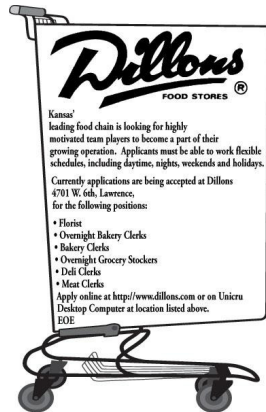 Dillons ®
FOOD STORES
Kansas'
leading food chain is looking for highly
motivated team players to become a part of their
growing operation. Applicants must be able to work flexible
schedules, including daytime, nights, weekends and holidays.
Currently applications are being accepted at Dillons
4701 W. 6th, Lawrence,
for the following positions:
• Florist
• Overnight Bakery Clerks
• Bakery Clerks
• Overnight Grocery Stockers
• Deli Clerks
• Meat Clerks
Apply online at http://www.dillons.com or on Unicru
Desktop Computer at location listed above.
EOE